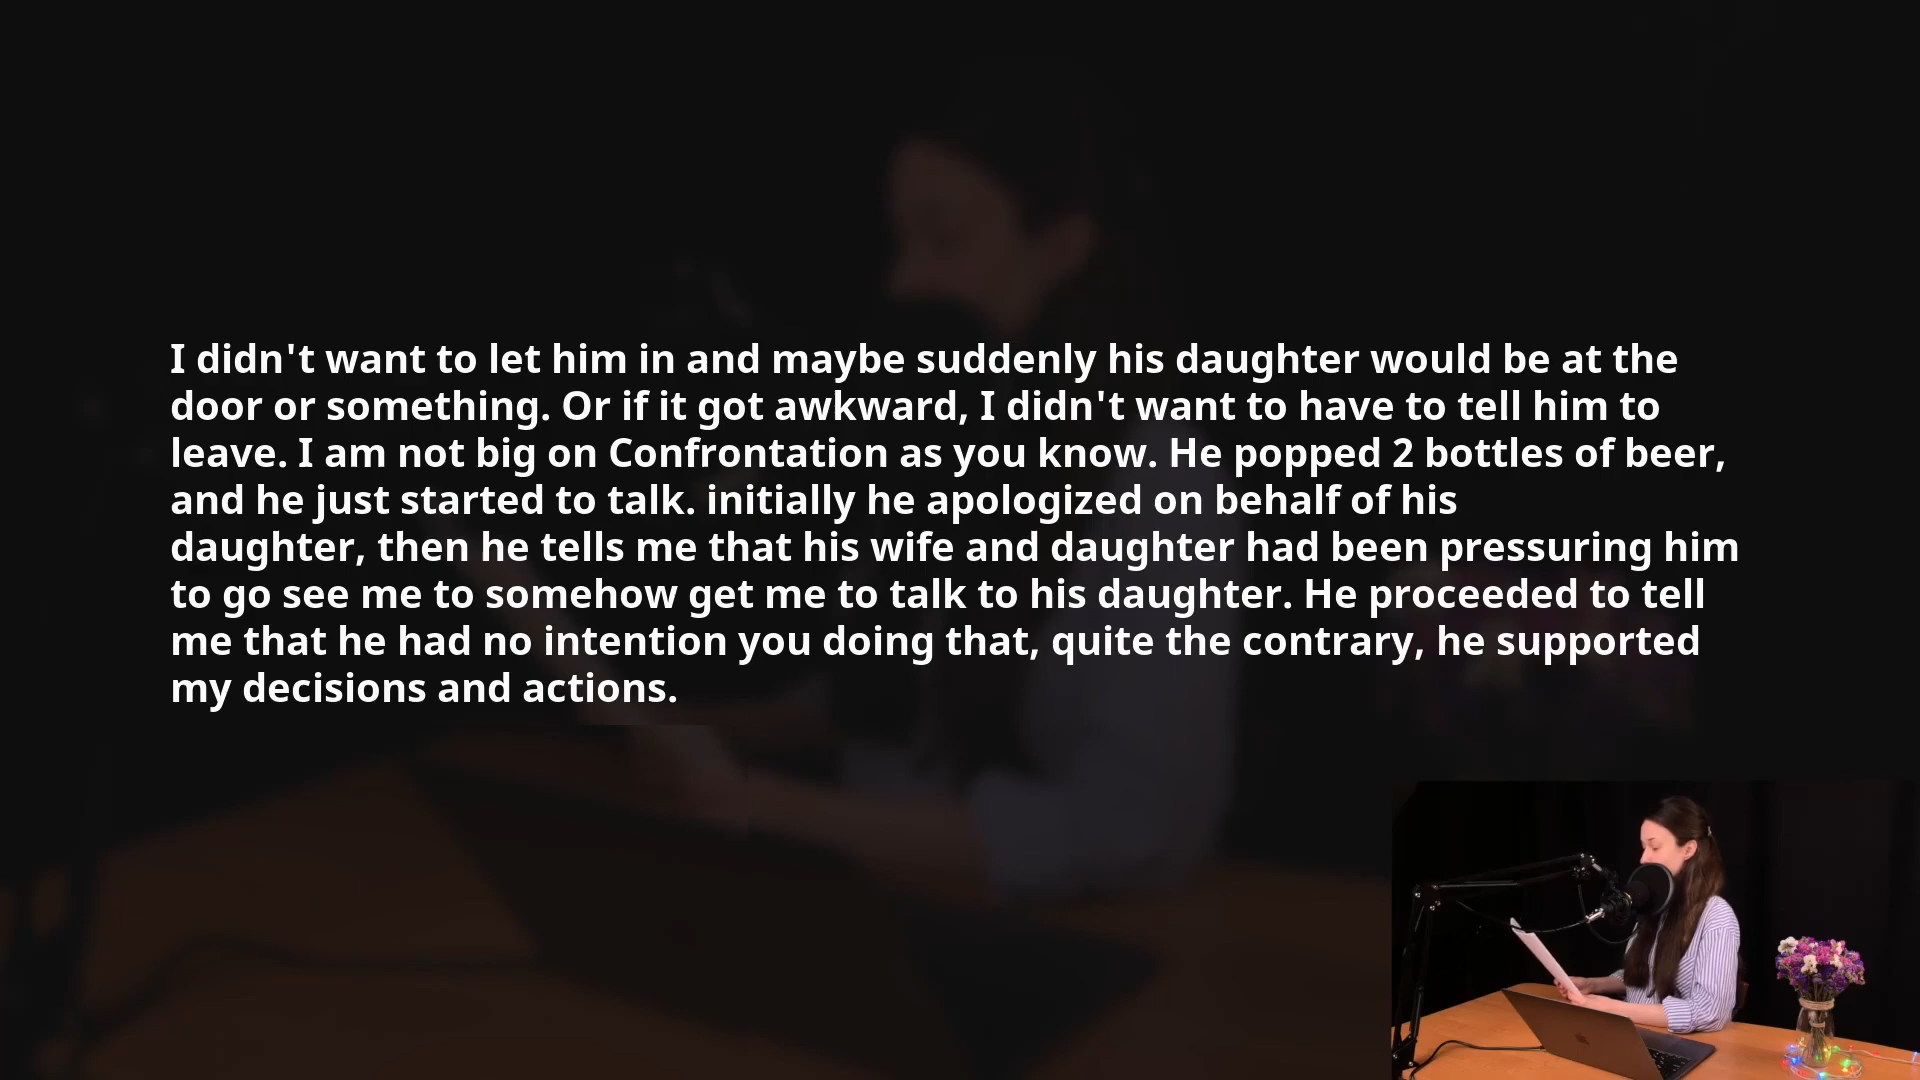 I didn't want to let him in and maybe suddenly his daughter would be at the
door or something. Or if it got awkward, I didn't want to have to tell him to
leave. I am not big on Confrontation as you know. He popped 2 bottles of beer,
and he just started to talk. initially he apologized on behalf of his
daughter, then he tells me that his wife and daughter had been pressuring him
to go see me to somehow get me to talk to his daughter. He proceeded to tell
me that he had no intention you doing that, quite the contrary, he supported
my decisions and actions.